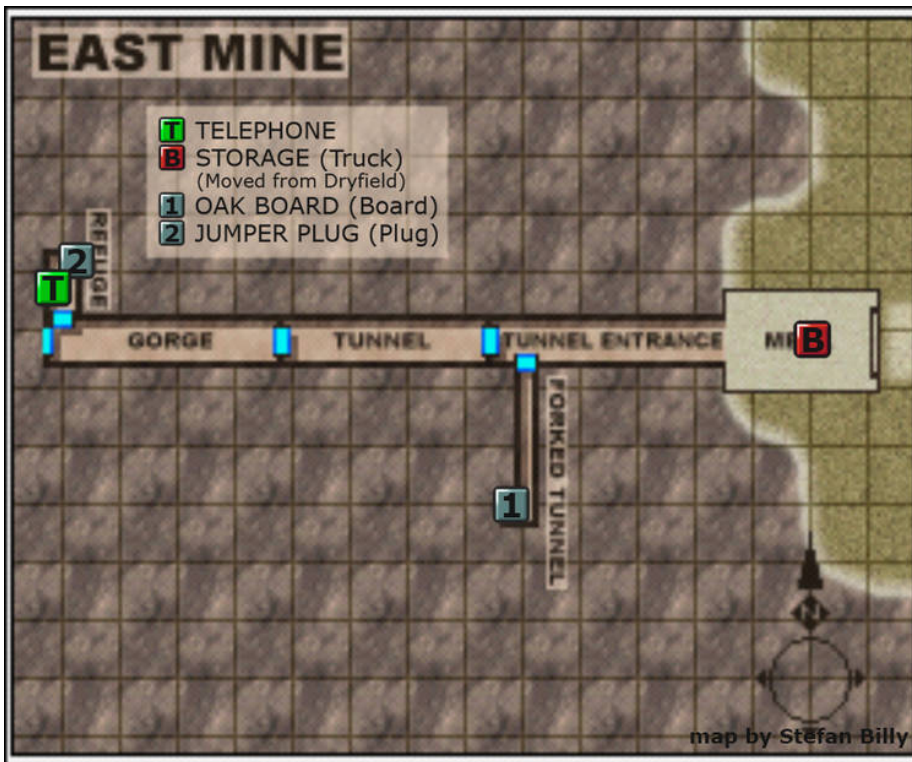 EAST MINE
T TELEPHONE
B STORAGE (Truck)
(Moved from Dryfield)
1 OAK BOARD (Board)
2 JUMPER PLUG (Plug)
REFUGE
2
T
GORGE
TUNNEL
TUNNEL ENTRANCE
B
FORKED TUNNEL
1
N
map by Stefan Billy